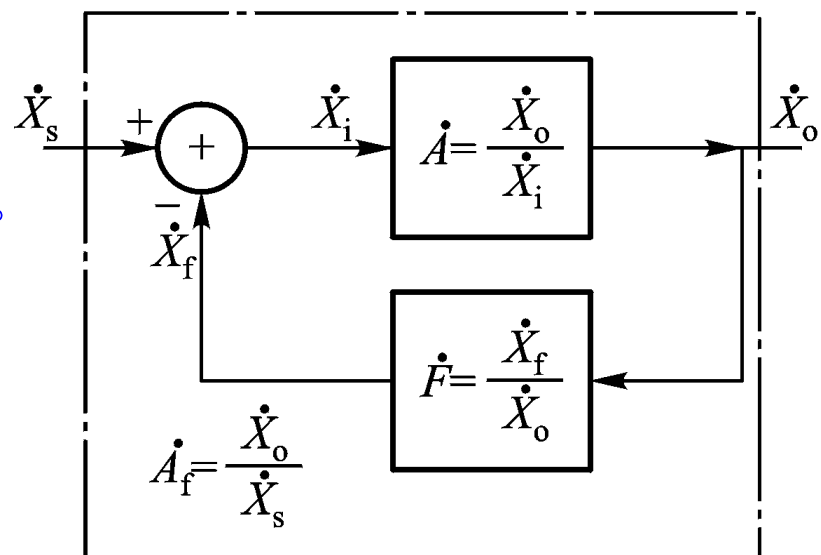 Ẋs
+
+
−
Ẋf
Ẋi
Ȧ=Ẋo/Ẋi
Ẋo
Ḟ=Ẋf/Ẋo
Ȧf=Ẋo/Ẋs